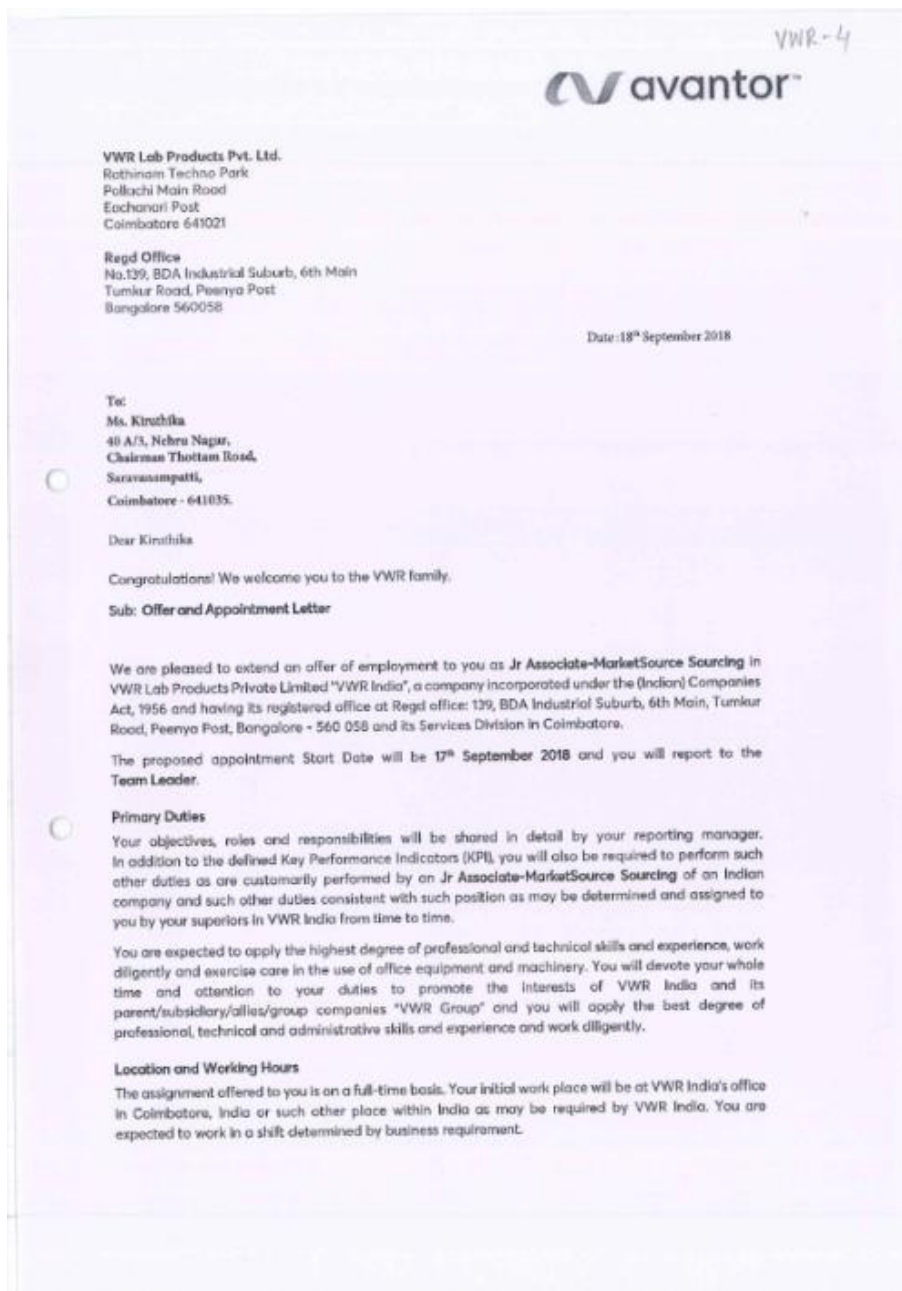 VWR-4
avantor™
VWR Lab Products Pvt. Ltd.
Rathinam Techno Park
Pollachi Main Road
Eachanari Post
Coimbatore 641021
Regd Office
No.139, BDA Industrial Suburb, 6th Main
Tumkur Road, Peenya Post
Bangalore 560058
Date :18th September 2018
To:
Ms. Kiruthika
40 A/3, Nehru Nagar,
Chairman Thottam Road,
Saravanampatti,
Coimbatore - 641035.
Dear Kiruthika
Congratulations! We welcome you to the VWR family.
Sub: Offer and Appointment Letter
We are pleased to extend an offer of employment to you as Jr Associate-MarketSource Sourcing in
VWR Lab Products Private Limited "VWR India", a company incorporated under the (Indian) Companies
Act, 1956 and having its registered office at Regd office: 139, BDA Industrial Suburb, 6th Main, Tumkur
Road, Peenya Post, Bangalore - 560 058 and its Services Division in Coimbatore.
The proposed appointment Start Date will be 17th September 2018 and you will report to the
Team Leader.
Primary Duties
Your objectives, roles and responsibilities will be shared in detail by your reporting manager.
In addition to the defined Key Performance Indicators (KPI), you will also be required to perform such
other duties as are customarily performed by an Jr Associate-MarketSource Sourcing of an Indian
company and such other duties consistent with such position as may be determined and assigned to
you by your superiors in VWR India from time to time.
You are expected to apply the highest degree of professional and technical skills and experience, work
diligently and exercise care in the use of office equipment and machinery. You will devote your whole
time and attention to your duties to promote the interests of VWR India and its
parent/subsidiary/allies/group companies "VWR Group" and you will apply the best degree of
professional, technical and administrative skills and experience and work diligently.
Location and Working Hours
The assignment offered to you is on a full-time basis. Your initial work place will be at VWR India's office
in Coimbatore, India or such other place within India as may be required by VWR India. You are
expected to work in a shift determined by business requirement.